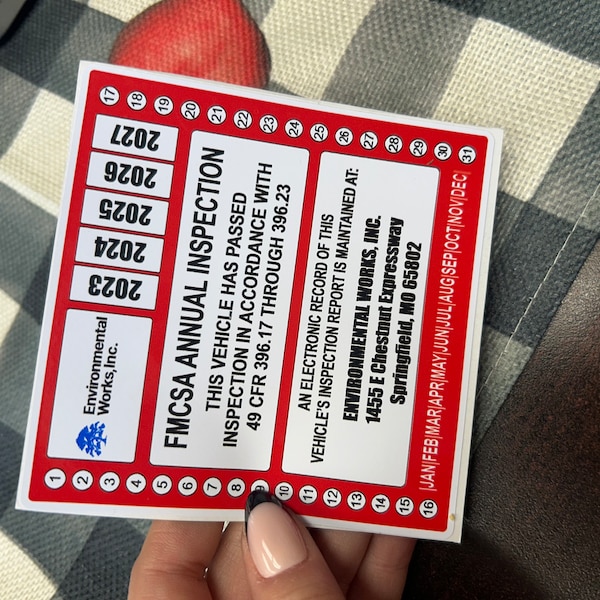 17 18 19 20 21 22 23 24 25 26 27 28 29 30 31
Environmental
Works, Inc.
2023
2024
2025
2026
2027
FMCSA ANNUAL INSPECTION
THIS VEHICLE HAS PASSED
INSPECTION IN ACCORDANCE WITH
49 CFR 396.17 THROUGH 396.23
AN ELECTRONIC RECORD OF THIS
VEHICLE'S INSPECTION REPORT IS MAINTAINED AT:
ENVIRONMENTAL WORKS, INC.
1455 E Chestnut Expressway
Springfield, MO 65802
|JAN|FEB|MAR|APR|MAY|JUN|JUL|AUG|SEP|OCT|NOV|DEC|
1 2 3 4 5 6 7 8 9 10 11 12 13 14 15 16